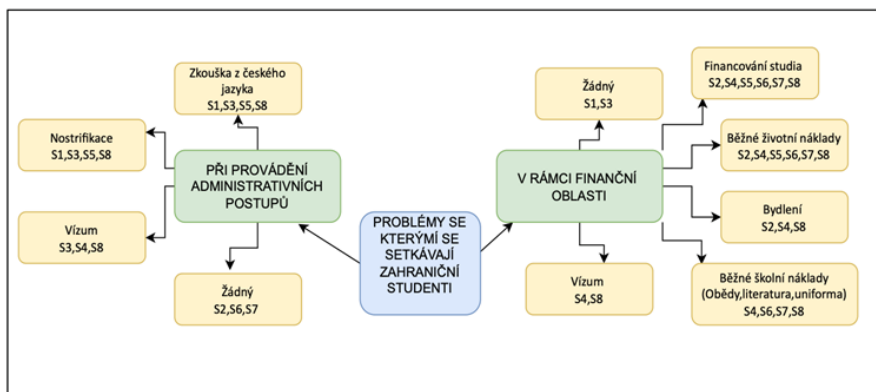 Zkouška z českého
jazyka
S1,S3,S5,S8
Nostrifikace
S1,S3,S5,S8
PŘI PROVÁDĚNÍ
ADMINISTRATIVNÍCH
POSTUPŮ
Vízum
S3,S4,S8
Žádný
S2,S6,S7
PROBLÉMY SE
KTERÝMÍ SE
SETKÁVAJÍ
ZAHRANIČNÍ
STUDENTI
Žádný
S1,S3
V RÁMCI FINANČNÍ
OBLASTI
Vízum
S4,S8
Financování studia
S2,S4,S5,S6,S7,S8
Běžné životní náklady
S2,S4,S5,S6,S7,S8
Bydlení
S2,S4,S8
Běžné školní náklady
(Obědy,literatura,uniforma)
S4,S6,S7,S8